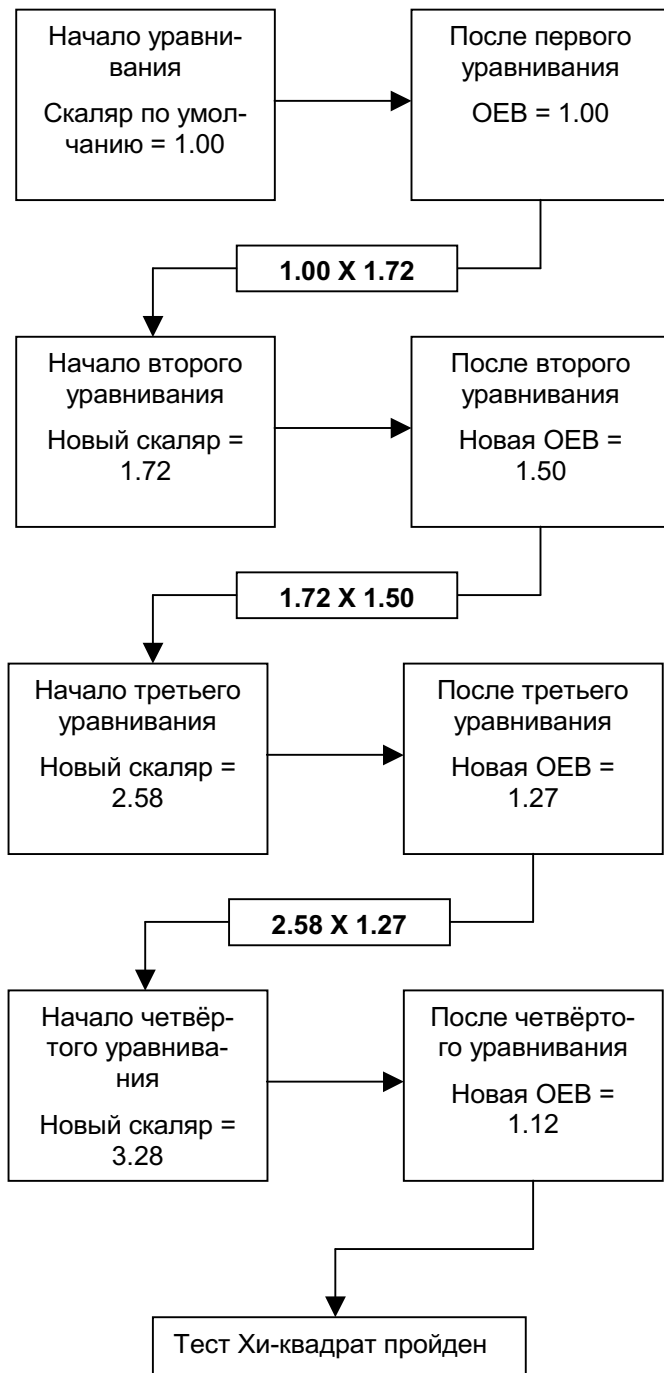 Начало уравни-
вания
Скаляр по умол-
чанию = 1.00
После первого
уравнивания
ОЕВ = 1.00
1.00 X 1.72
Начало второго
уравнивания
Новый скаляр =
1.72
После второго
уравнивания
Новая ОЕВ =
1.50
1.72 X 1.50
Начало третьего
уравнивания
Новый скаляр =
2.58
После третьего
уравнивания
Новая ОЕВ =
1.27
2.58 X 1.27
Начало четвёр-
того уравнива-
ния
Новый скаляр =
3.28
После четвёрто-
го уравнивания
Новая ОЕВ =
1.12
Тест Хи-квадрат пройден